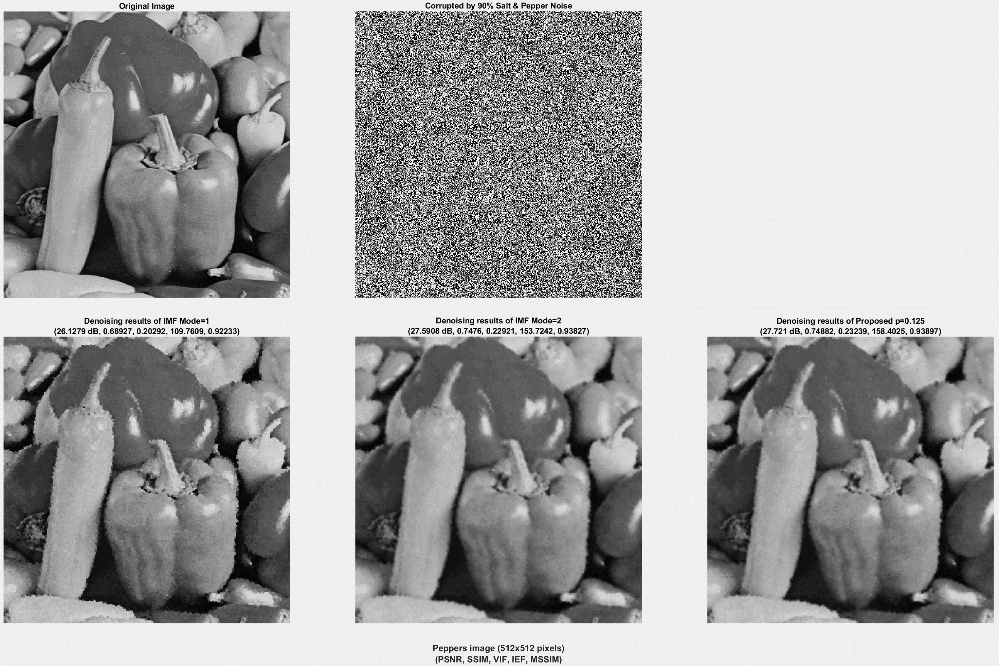 Original Image
Corrupted by 90% Salt & Pepper Noise
Denoising results of IMF Mode=1
(26.1279 dB, 0.68927, 0.20292, 109.7609, 0.92233)
Denoising results of IMF Mode=2
(27.5908 dB, 0.7476, 0.22921, 153.7242, 0.93827)
Denoising results of Proposed p=0.125
(27.721 dB, 0.74882, 0.23239, 158.4025, 0.93897)
Peppers image (512x512 pixels)
(PSNR, SSIM, VIF, IEF, MSSIM)